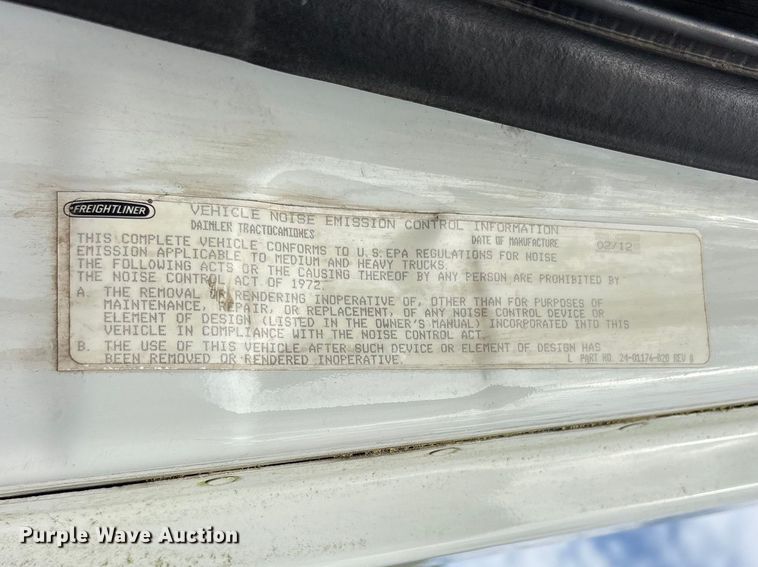 FREIGHTLINER
VEHICLE NOISE EMISSION CONTROL INFORMATION
DAIMLER TRACTOCAMIONES DATE OF MANUFACTURE 02/12
THIS COMPLETE VEHICLE CONFORMS TO U.S.EPA REGULATIONS FOR NOISE
EMISSION APPLICABLE TO MEDIUM AND HEAVY TRUCKS.
THE FOLLOWING ACTS OR THE CAUSING THEREOF BY ANY PERSON ARE PROHIBITED BY
THE NOISE CONTROL ACT OF 1972
A. THE REMOVAL OR RENDERING INOPERATIVE OF, OTHER THAN FOR PURPOSES OF
MAINTENANCE, REPAIR, OR REPLACEMENT, OF ANY NOISE CONTROL DEVICE OR
ELEMENT OF DESIGN (LISTED IN THE OWNER'S MANUAL) INCORPORATED INTO THIS
VEHICLE IN COMPLIANCE WITH THE NOISE CONTROL ACT.
B. THE USE OF THIS VEHICLE AFTER SUCH DEVICE OR ELEMENT OF DESIGN HAS
BEEN REMOVED OR RENDERED INOPERATIVE. L PART NO. 24-01174-020 REV
Purple Wave Auction